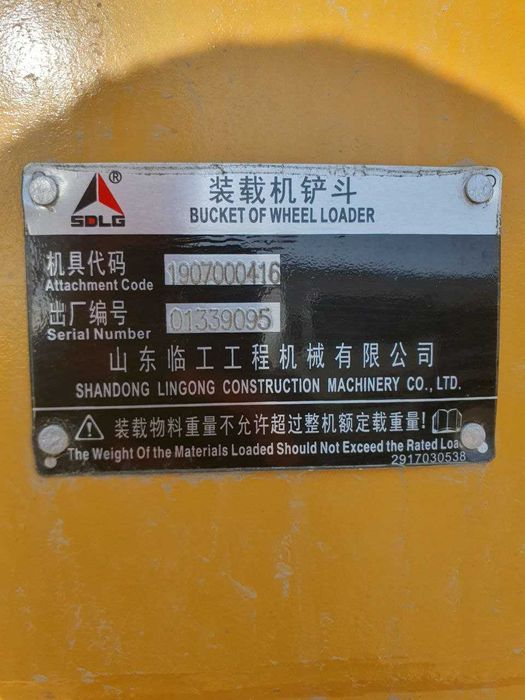 SDLG ®
装载机铲斗
BUCKET OF WHEEL LOADER
机具代码
Attachment Code 1907000416
出厂编号
Serial Number 01339095
山东临工工程机械有限公司
SHANDONG LINGONG CONSTRUCTION MACHINERY CO., LTD.
装载物料重量不允许超过整机额定载重量!
The Weight Of the Materials Loaded Should Not Exceed the Rated Loa
2917030538